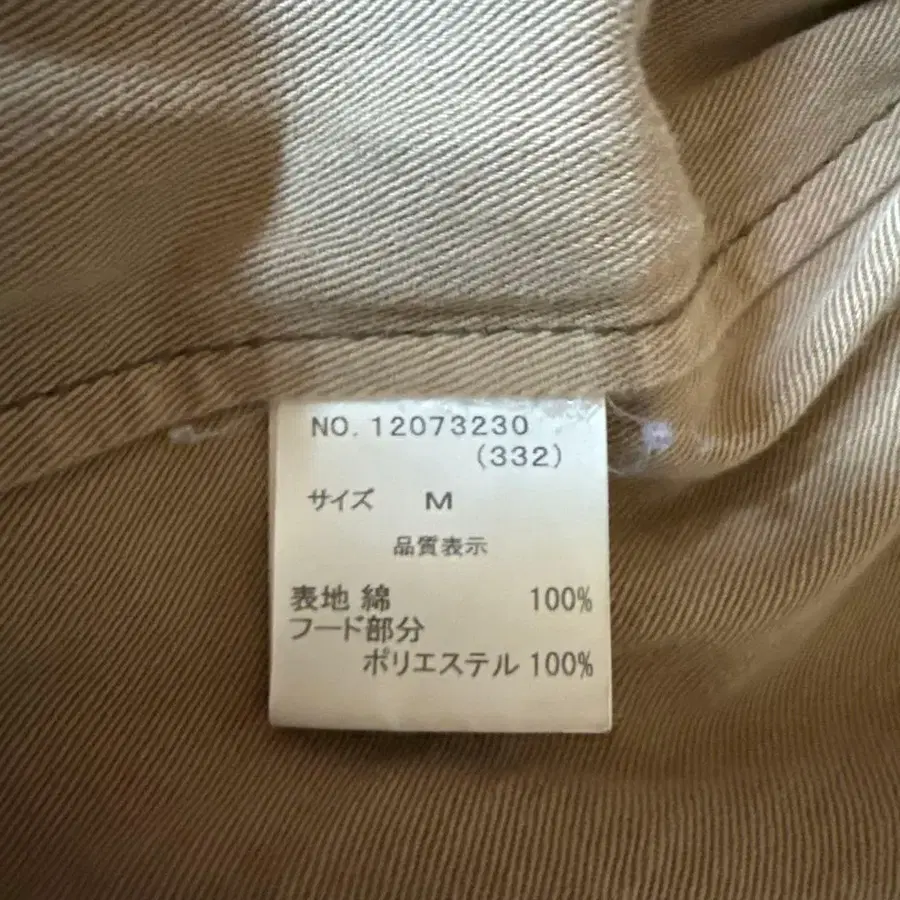 NO. 12073230
(332)
サイズ M
品質表示
表地 綿 100%
フード部分
ポリエステル 100%